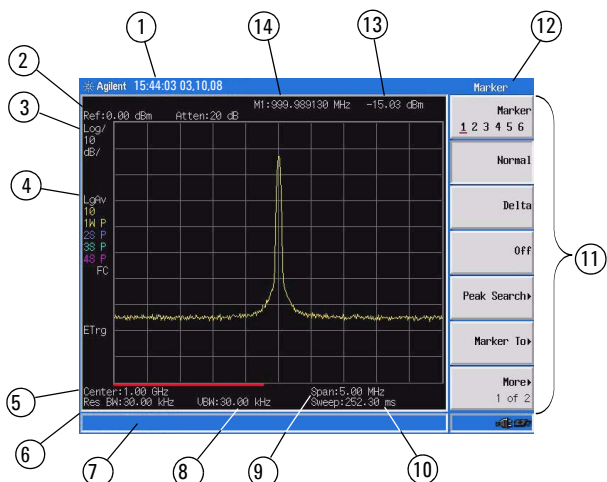 1
14
13
12
2
3
4
5
6
7
8
9
10
11
Agilent 15:44:03 03,10,08
Marker
M1:999.989130 MHz -15.03 dBm
Ref:0.00 dBm Atten:20 dB
Log/
10
dB/
LgAv
10
1W P
2S P
3S P
4S P
FC
ETrg
Center:1.00 GHz Span:5.00 MHz
Res BW:30.00 kHz VBW:30.00 kHz Sweep:252.30 ms
Marker
1 2 3 4 5 6
Normal
Delta
Off
Peak Search
Marker To
More
1 of 2